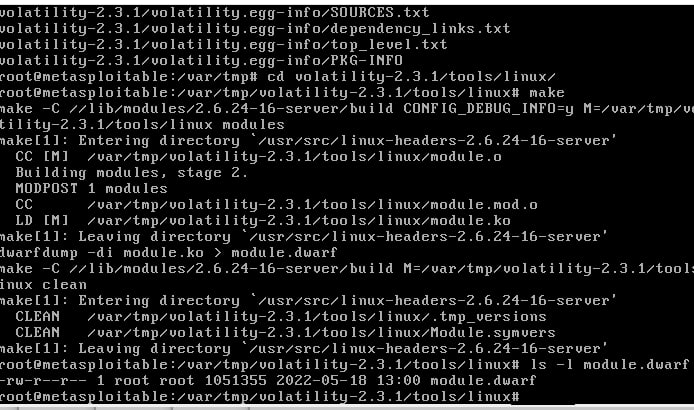 volatility-2.3.1/volatility.egg-info/SOURCES.txt
volatility-2.3.1/volatility.egg-info/dependency_links.txt
volatility-2.3.1/volatility.egg-info/top_level.txt
volatility-2.3.1/volatility.egg-info/PKG-INFO
root@metasploitable:/var/tmp# cd volatility-2.3.1/tools/linux/
root@metasploitable:/var/tmp/volatility-2.3.1/tools/linux# make
make -C //lib/modules/2.6.24-16-server/build CONFIG_DEBUG_INFO=y M=/var/tmp/vo
tility-2.3.1/tools/linux modules
make[1]: Entering directory `/usr/src/linux-headers-2.6.24-16-server'
  CC [M]  /var/tmp/volatility-2.3.1/tools/linux/module.o
  Building modules, stage 2.
  MODPOST 1 modules
  CC      /var/tmp/volatility-2.3.1/tools/linux/module.mod.o
  LD [M]  /var/tmp/volatility-2.3.1/tools/linux/module.ko
make[1]: Leaving directory `/usr/src/linux-headers-2.6.24-16-server'
dwarfdump -di module.ko > module.dwarf
make -C //lib/modules/2.6.24-16-server/build M=/var/tmp/volatility-2.3.1/tools
inux clean
make[1]: Entering directory `/usr/src/linux-headers-2.6.24-16-server'
  CLEAN   /var/tmp/volatility-2.3.1/tools/linux/.tmp_versions
  CLEAN   /var/tmp/volatility-2.3.1/tools/linux/Module.symvers
make[1]: Leaving directory `/usr/src/linux-headers-2.6.24-16-server'
root@metasploitable:/var/tmp/volatility-2.3.1/tools/linux# ls -l module.dwarf
-rw-r--r-- 1 root root 1051355 2022-05-18 13:00 module.dwarf
root@metasploitable:/var/tmp/volatility-2.3.1/tools/linux#